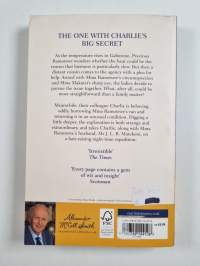 THE ONE WITH CHARLIE'S
BIG SECRET
As the temperature rises in Gaborone, Precious
Ramotswe wonders whether the heat could be the
reason that business is particularly slow. But then a
distant cousin comes to the agency with a plea for
help. Armed with Mma Ramotswe's circumspection
and Mma Makutsi's sharp eye, the ladies decide to
pursue the issue together. What, after all, could be
more straightforward than a family matter?
Meanwhile, their colleague Charlie is behaving
oddly, borrowing Mma Ramotswe's van and
returning it in an unusual condition. Digging a
little deeper, the explanation is both strange and
extraordinary and takes Charlie, along with Mma
Ramotswe's husband, Mr J. L. B. Matekoni, on
a hair-raising night-time expedition.
'Irresistible'
The Times
'Every page contains a gem
of wit and insight'
Scotsman
Alexander
McCall Smith
FSC